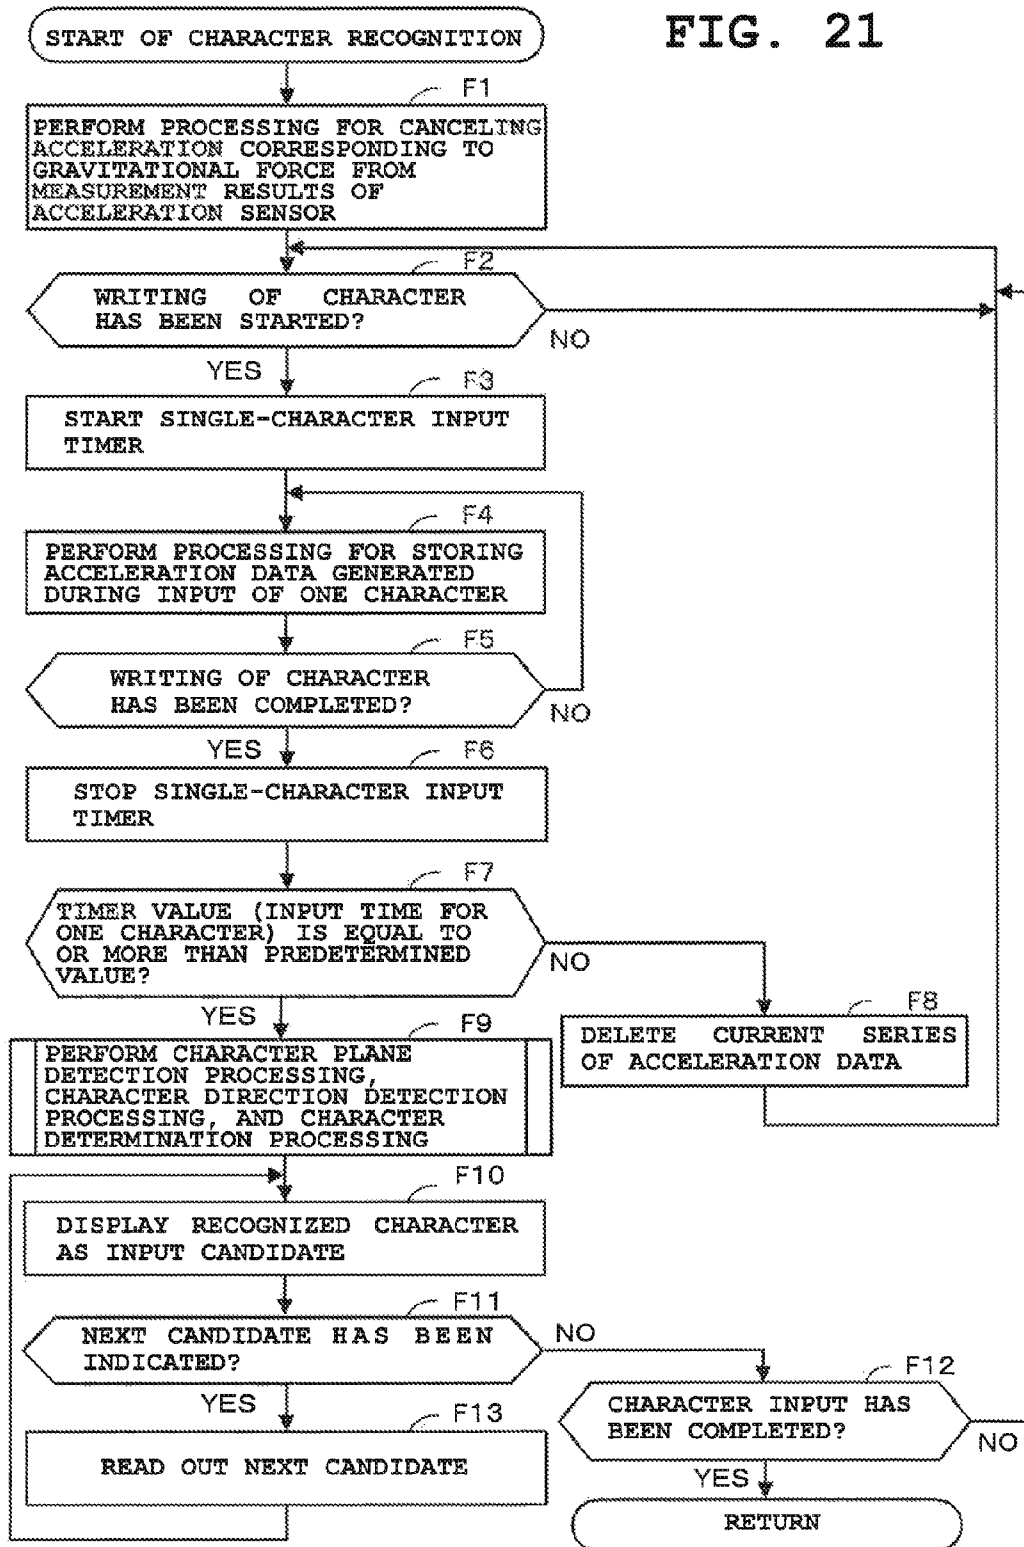 FIG. 21
START OF CHARACTER RECOGNITION
F1
PERFORM PROCESSING FOR CANCELING
ACCELERATION CORRESPONDING TO
GRAVITATIONAL FORCE FROM
MEASUREMENT RESULTS OF
ACCELERATION SENSOR
F2
WRITING OF CHARACTER
HAS BEEN STARTED?
NO
YES
F3
START SINGLE-CHARACTER INPUT
TIMER
F4
PERFORM PROCESSING FOR STORING
ACCELERATION DATA GENERATED
DURING INPUT OF ONE CHARACTER
F5
WRITING OF CHARACTER
HAS BEEN COMPLETED?
NO
YES
F6
STOP SINGLE-CHARACTER INPUT
TIMER
F7
TIMER VALUE (INPUT TIME FOR
ONE CHARACTER) IS EQUAL TO
OR MORE THAN PREDETERMINED
VALUE?
NO
YES
F8
DELETE CURRENT SERIES
OF ACCELERATION DATA
F9
PERFORM CHARACTER PLANE
DETECTION PROCESSING,
CHARACTER DIRECTION DETECTION
PROCESSING, AND CHARACTER
DETERMINATION PROCESSING
F10
DISPLAY RECOGNIZED CHARACTER
AS INPUT CANDIDATE
F11
NEXT CANDIDATE HAS BEEN
INDICATED?
NO
YES
F12
CHARACTER INPUT HAS
BEEN COMPLETED?
NO
YES
F13
READ OUT NEXT CANDIDATE
RETURN